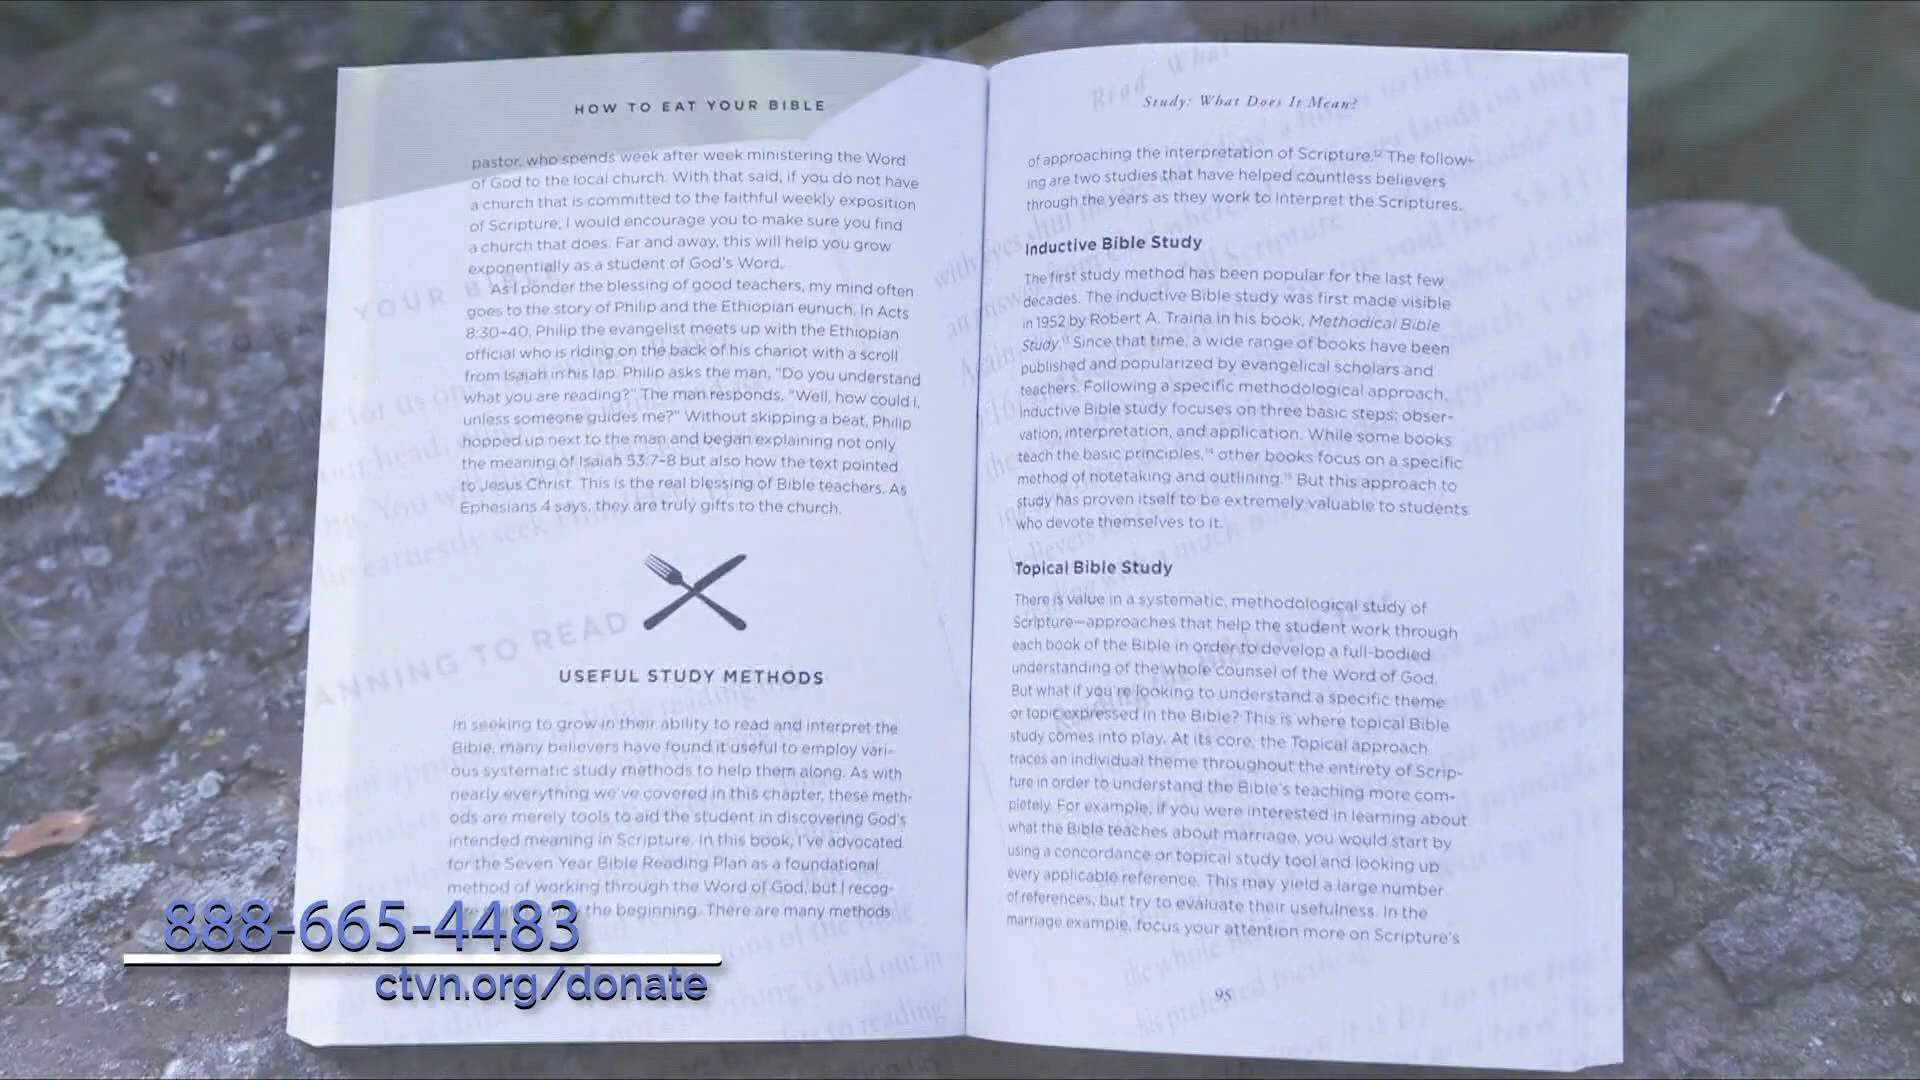 HOW TO EAT YOUR BIBLE
pastor, who spends week after week ministering the Word
of God to the local church. With that said, if you do not have
a church that is committed to the faithful weekly exposition
of Scripture, I would encourage you to make sure you find
a church that does. Far and away, this will help you grow
exponentially as a student of God's Word.
As I ponder the blessing of good teachers, my mind often
goes to the story of Philip and the Ethiopian eunuch. In Acts
8:30–40, Philip the evangelist meets up with the Ethiopian
official who is riding on the back of his chariot with a scroll
from Isaiah in his lap. Philip asks the man, "Do you understand
what you are reading?" The man responds, "Well, how could I,
unless someone guides me?" Without skipping a beat, Philip
hopped up next to the man and began explaining not only
the meaning of Isaiah 53:7–8 but also how the text pointed
to Jesus Christ. This is the real blessing of Bible teachers. As
Ephesians 4 says, they are truly gifts to the church.
USEFUL STUDY METHODS
In seeking to grow in their ability to read and interpret the
Bible, many believers have found it useful to employ vari-
ous systematic study methods to help them along. As with
nearly everything we've covered in this chapter, these meth-
ods are merely tools to aid the student in discovering God's
intended meaning in Scripture. In this book, I've advocated
for the Seven Year Bible Reading Plan as a foundational
method of working through the Word of God, but I recog-
the beginning. There are many methods
888-665-4483
ctvn.org/donate
Study: What Does It Mean?
of approaching the interpretation of Scripture.12 The follow-
ing are two studies that have helped countless believers
through the years as they work to interpret the Scriptures.
Inductive Bible Study
The first study method has been popular for the last few
decades. The inductive Bible study was first made visible
in 1952 by Robert A. Traina in his book, Methodical Bible
Study.13 Since that time, a wide range of books have been
published and popularized by evangelical scholars and
teachers. Following a specific methodological approach,
inductive Bible study focuses on three basic steps: obser-
vation, interpretation, and application. While some books
teach the basic principles,14 other books focus on a specific
method of notetaking and outlining.15 But this approach to
study has proven itself to be extremely valuable to students
who devote themselves to it.
Topical Bible Study
There is value in a systematic, methodological study of
Scripture—approaches that help the student work through
each book of the Bible in order to develop a full-bodied
understanding of the whole counsel of the Word of God.
But what if you're looking to understand a specific theme
or topic expressed in the Bible? This is where topical Bible
study comes into play. At its core, the Topical approach
traces an individual theme throughout the entirety of Scrip-
ture in order to understand the Bible's teaching more com-
pletely. For example, if you were interested in learning about
what the Bible teaches about marriage, you would start by
using a concordance or topical study tool and looking up
every applicable reference. This may yield a large number
of references, but try to evaluate their usefulness. In the
marriage example, focus your attention more on Scripture's
95